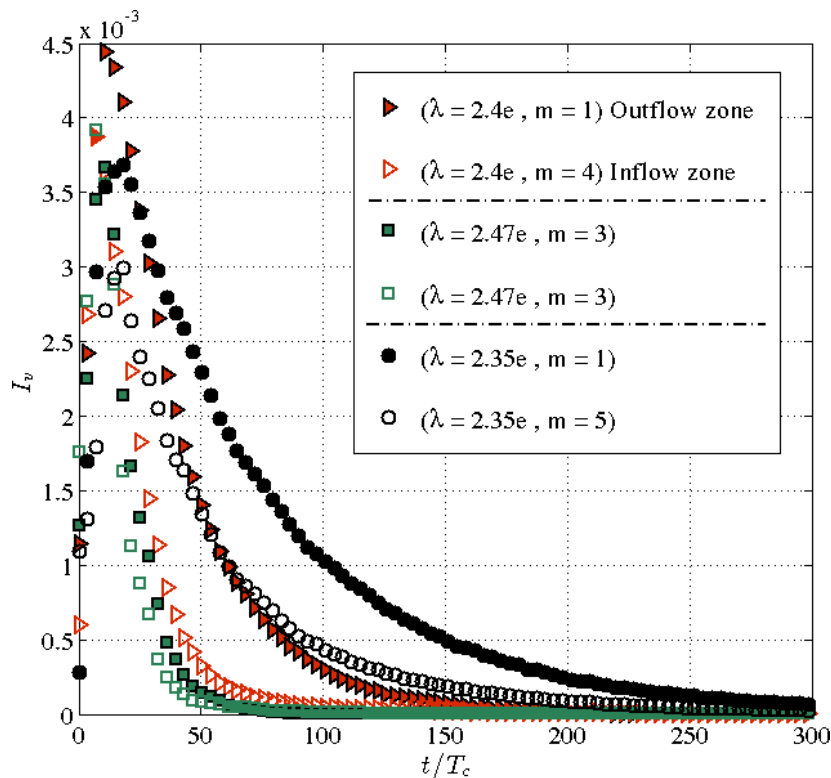 x 10⁻³
4.5
4
3.5
3
2.5
2
1.5
1
0.5
0
I_v
(λ = 2.4e , m = 1) Outflow zone
(λ = 2.4e , m = 4) Inflow zone
(λ = 2.47e , m = 3)
(λ = 2.47e , m = 3)
(λ = 2.35e , m = 1)
(λ = 2.35e , m = 5)
0 50 100 150 200 250 300
t/T_c